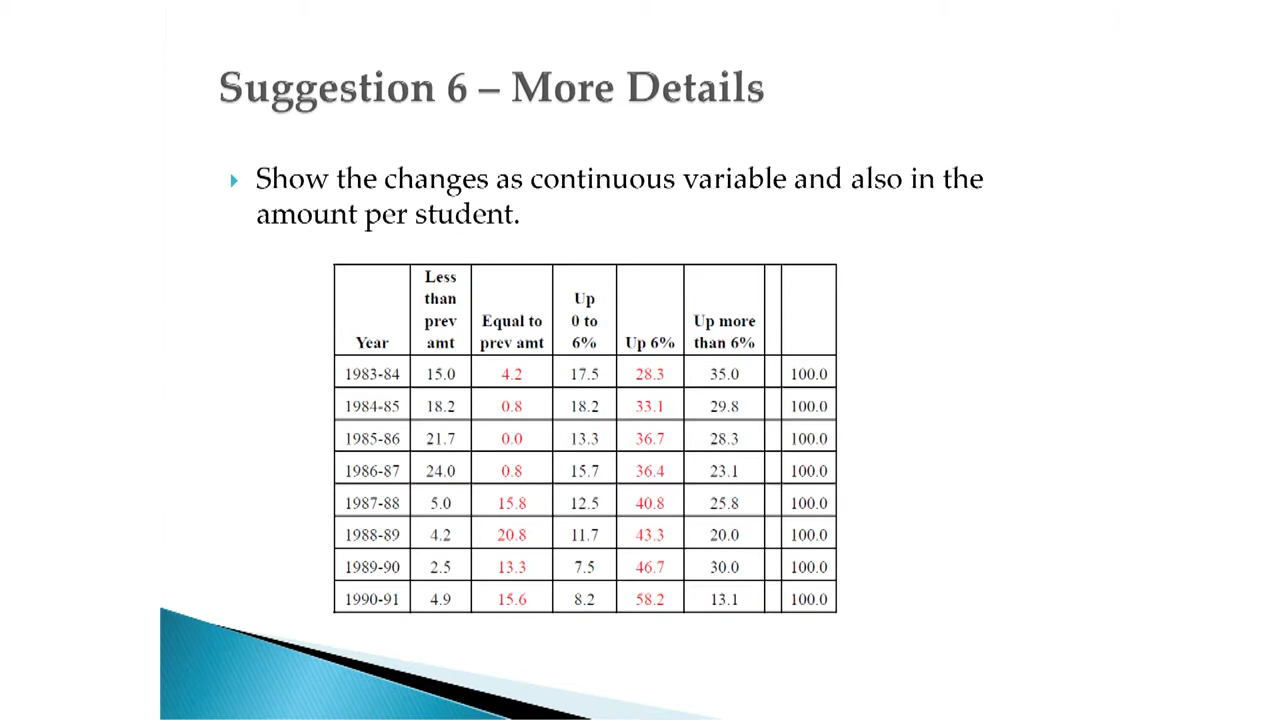 Suggestion 6 – More Details
Show the changes as continuous variable and also in the
amount per student.
Year Less than prev amt Equal to prev amt Up 0 to 6% Up 6% Up more than 6%
1983-84 15.0 4.2 17.5 28.3 35.0 100.0
1984-85 18.2 0.8 18.2 33.1 29.8 100.0
1985-86 21.7 0.0 13.3 36.7 28.3 100.0
1986-87 24.0 0.8 15.7 36.4 23.1 100.0
1987-88 5.0 15.8 12.5 40.8 25.8 100.0
1988-89 4.2 20.8 11.7 43.3 20.0 100.0
1989-90 2.5 13.3 7.5 46.7 30.0 100.0
1990-91 4.9 15.6 8.2 58.2 13.1 100.0